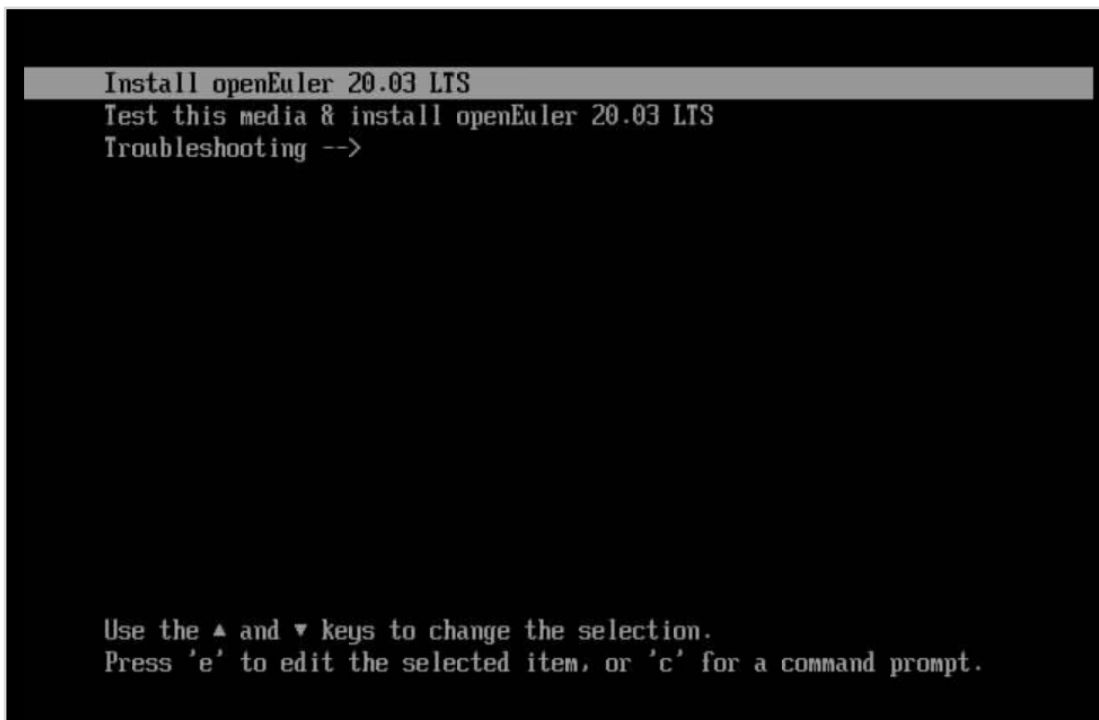 Install openEuler 20.03 LTS
Test this media & install openEuler 20.03 LTS
Troubleshooting -->
Use the ▲ and ▼ keys to change the selection.
Press 'e' to edit the selected item, or 'c' for a command prompt.